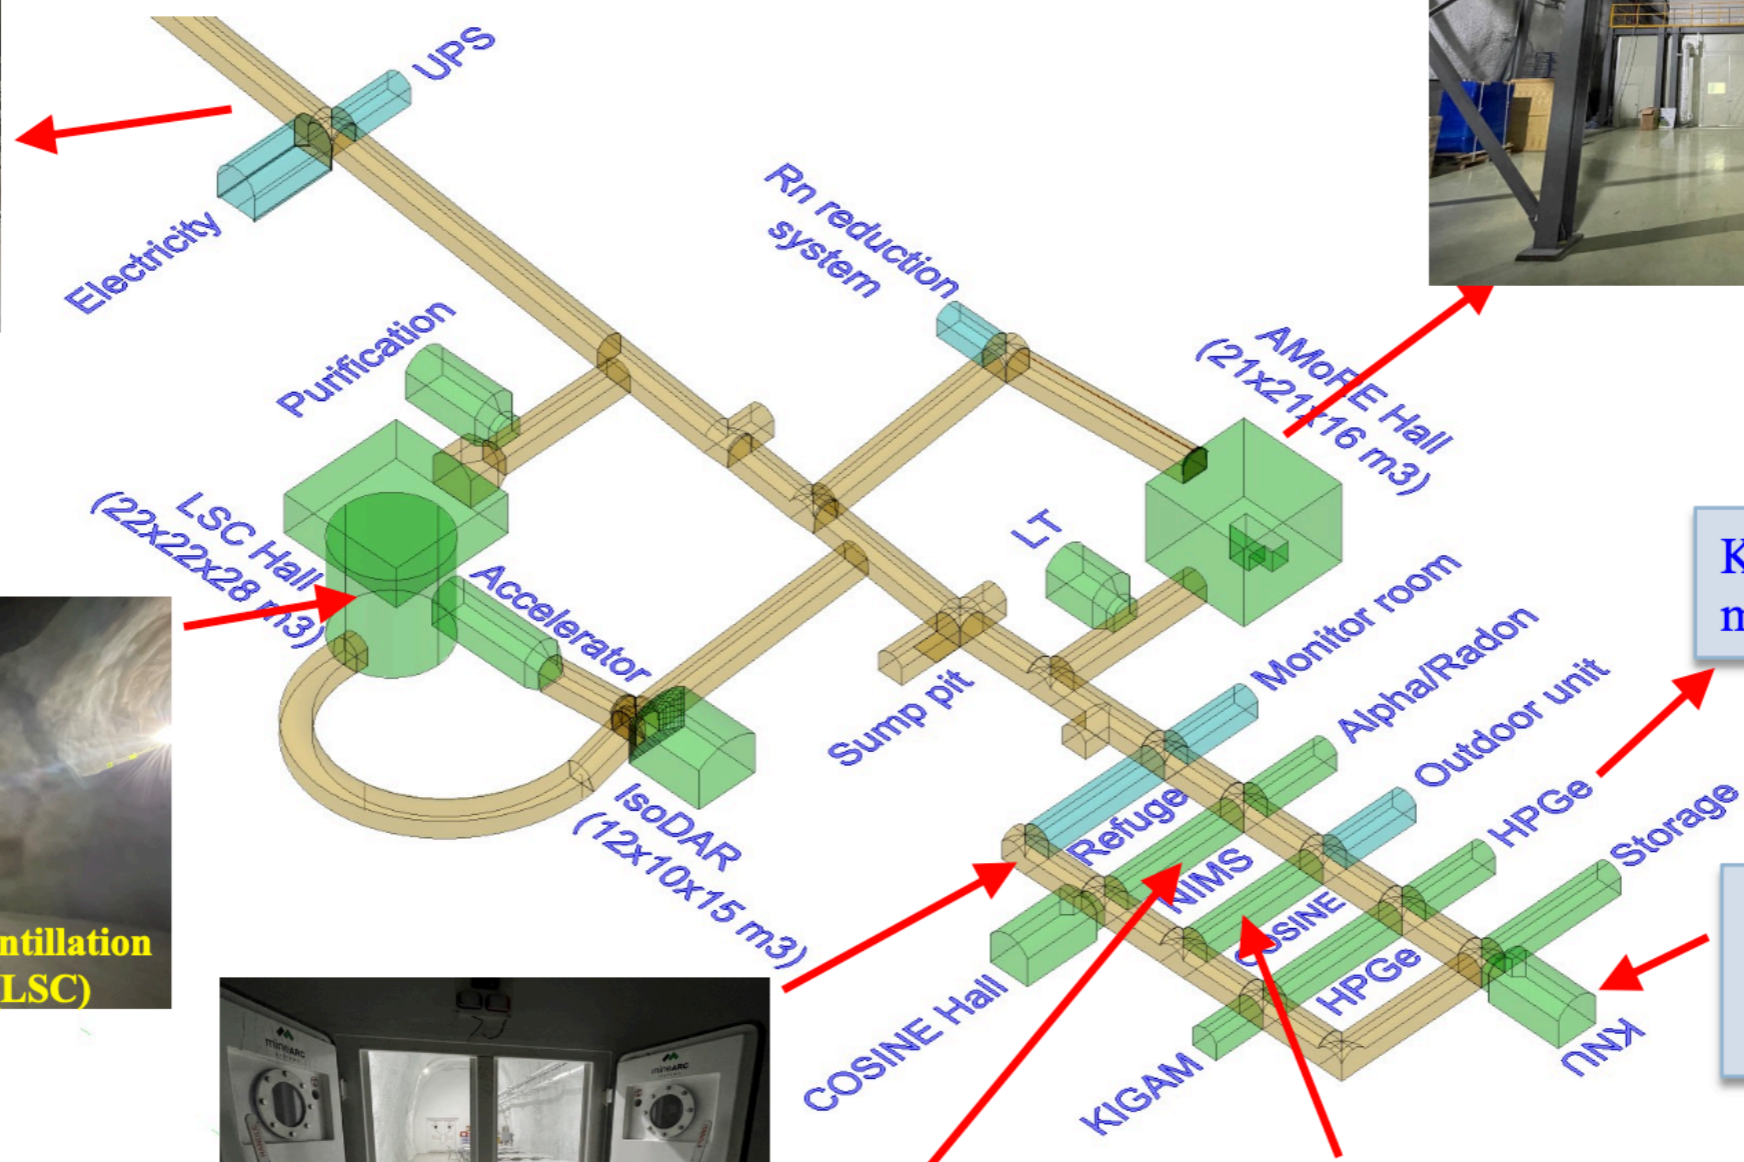 UPS
Electricity
Purification
Rn reduction
system
AMoRE Hall
(21x21x16 m3)
LSC Hall
(22x22x28 m3)
Accelerator
LT
Sump pit
Monitor room
Alpha/Radon
Outdoor unit
IsoDAR
(12x10x15 m3)
Refuge
NIMS
COSINE
HPGe
HPGe
Storage
COSINE Hall
KIGAM
KNU
K
m
ntillation
LSC)
mineARC
mineARC